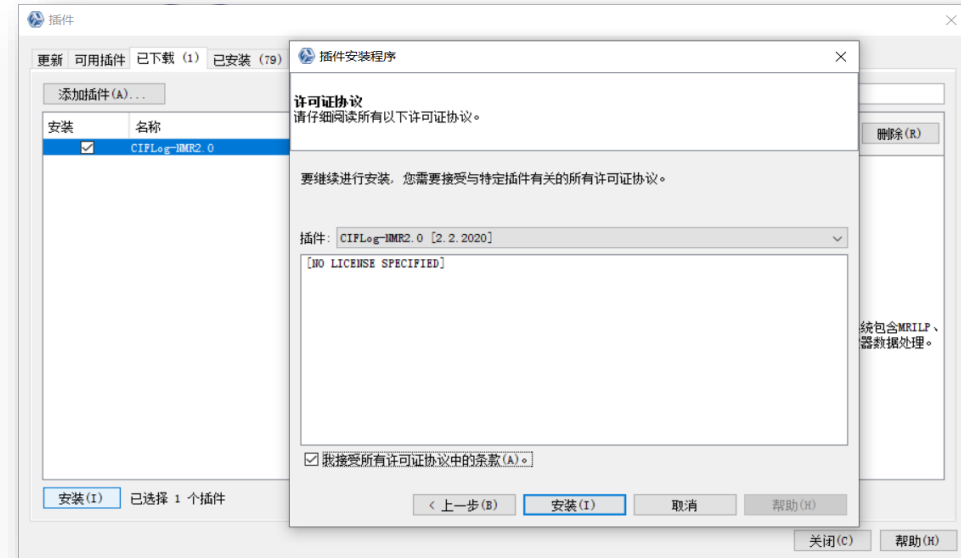 插件
更新 可用插件 已下载 (1) 已安装 (79)
添加插件(A)...
安装 名称
CIFLog-NMR2.0
删除(R)
统包含MRILP、
器数据处理。
安装(I) 已选择 1 个插件
关闭(C) 帮助(H)
插件安装程序
许可证协议
请仔细阅读所有以下许可证协议。
要继续进行安装, 您需要接受与特定插件有关的所有许可证协议。
插件: CIFLog-NMR2.0 [2.2.2020]
[NO LICENSE SPECIFIED]
我接受所有许可证协议中的条款(A)。
< 上一步(B) 安装(I) 取消 帮助(H)